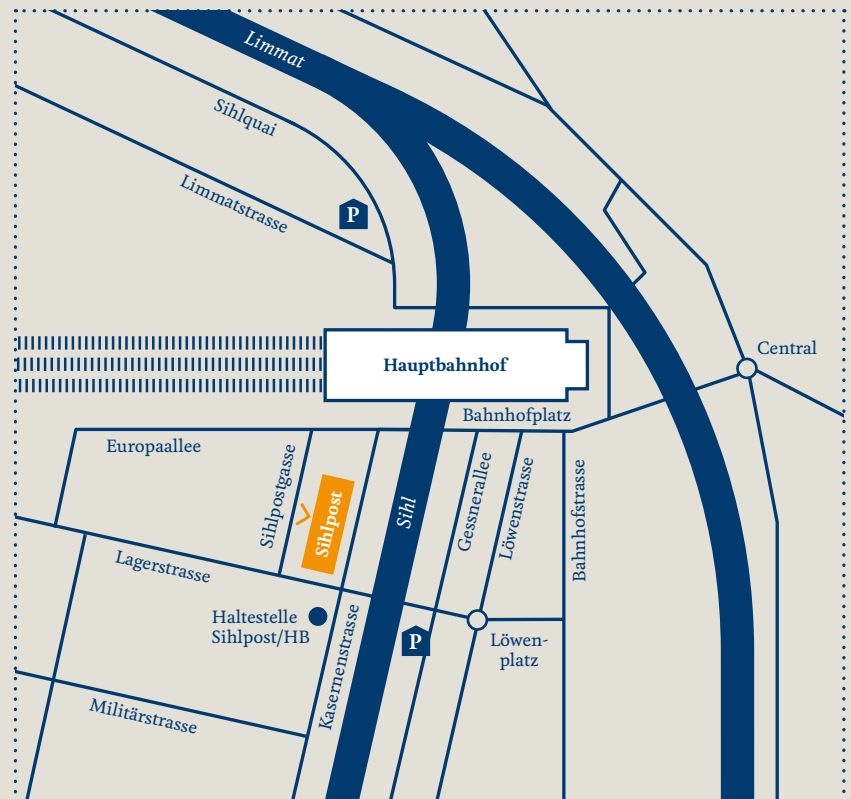 Limmat
Sihlquai
Limmatstrasse
P
Central
Hauptbahnhof
Bahnhofplatz
Europaallee
Sihlpostgasse
Sihlpost
Sihl
Gessnerallee
Löwenstrasse
Bahnhofstrasse
Lagerstrasse
Haltestelle
Sihlpost/HB
Kasernenstrasse
P
Löwen-
platz
Militärstrasse